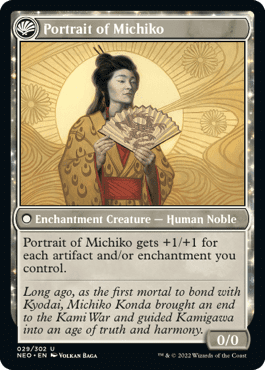 Portrait of Michiko
Enchantment Creature — Human Noble
Portrait of Michiko gets +1/+1 for
each artifact and/or enchantment you
control.
Long ago, as the first mortal to bond with
Kyodai, Michiko Konda brought an end
to the Kami War and guided Kamigawa
into an age of truth and harmony.
0/0
029/302 U
NEO • EN Volkan Baga
™ & © 2022 Wizards of the Coast